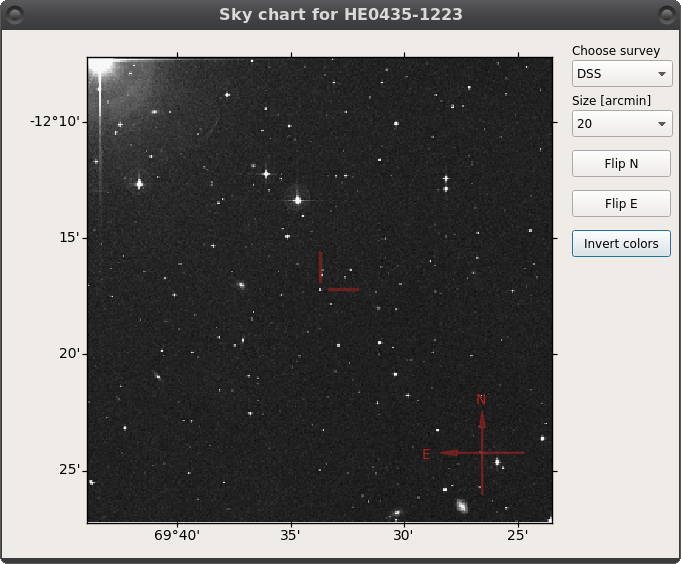 Sky chart for HE0435-1223
Choose survey
DSS
Size [arcmin]
20
Flip N
Flip E
Invert colors
-12°10'
15'
20'
25'
N
E
69°40'
35'
30'
25'